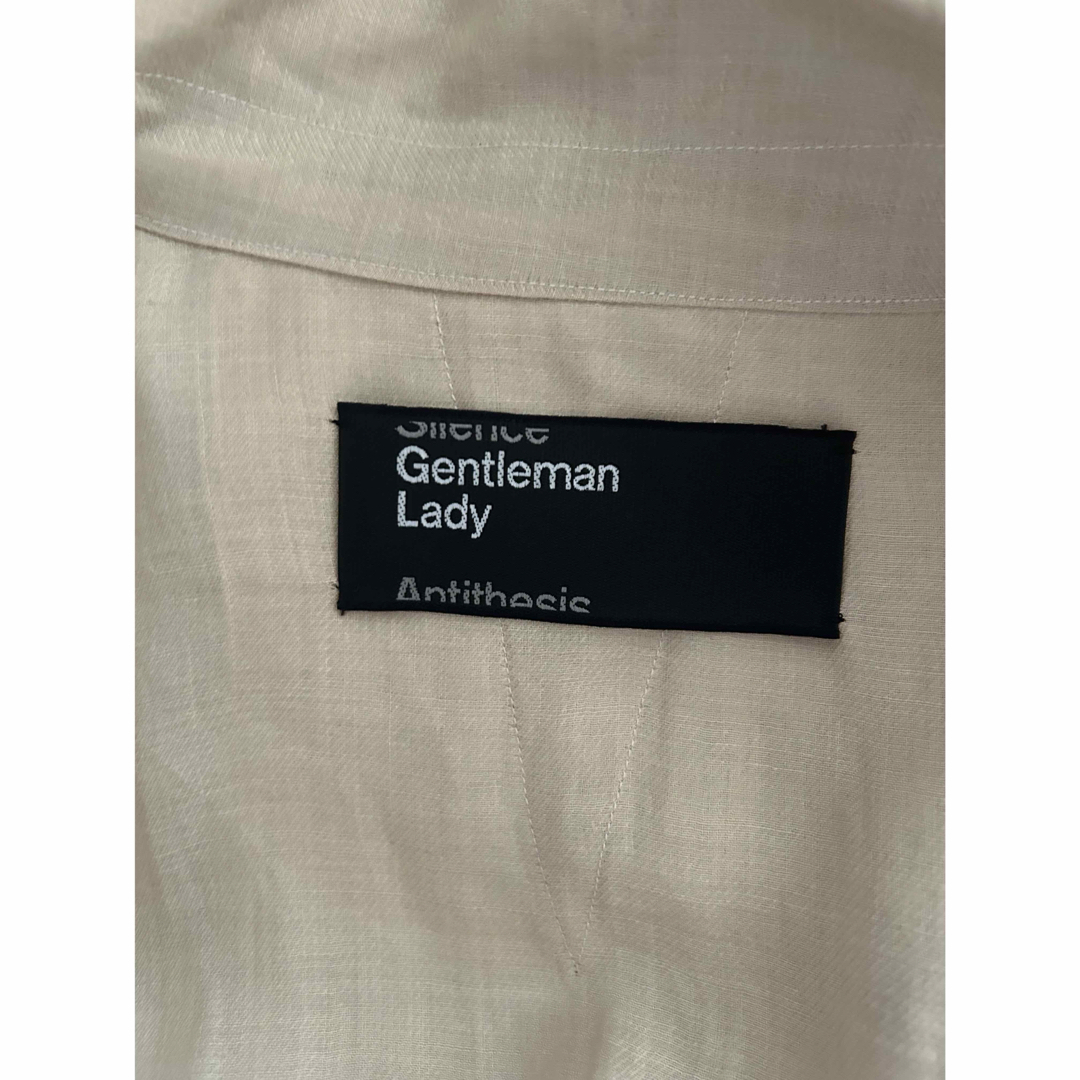 Silence
Gentleman
Lady
Antithesis